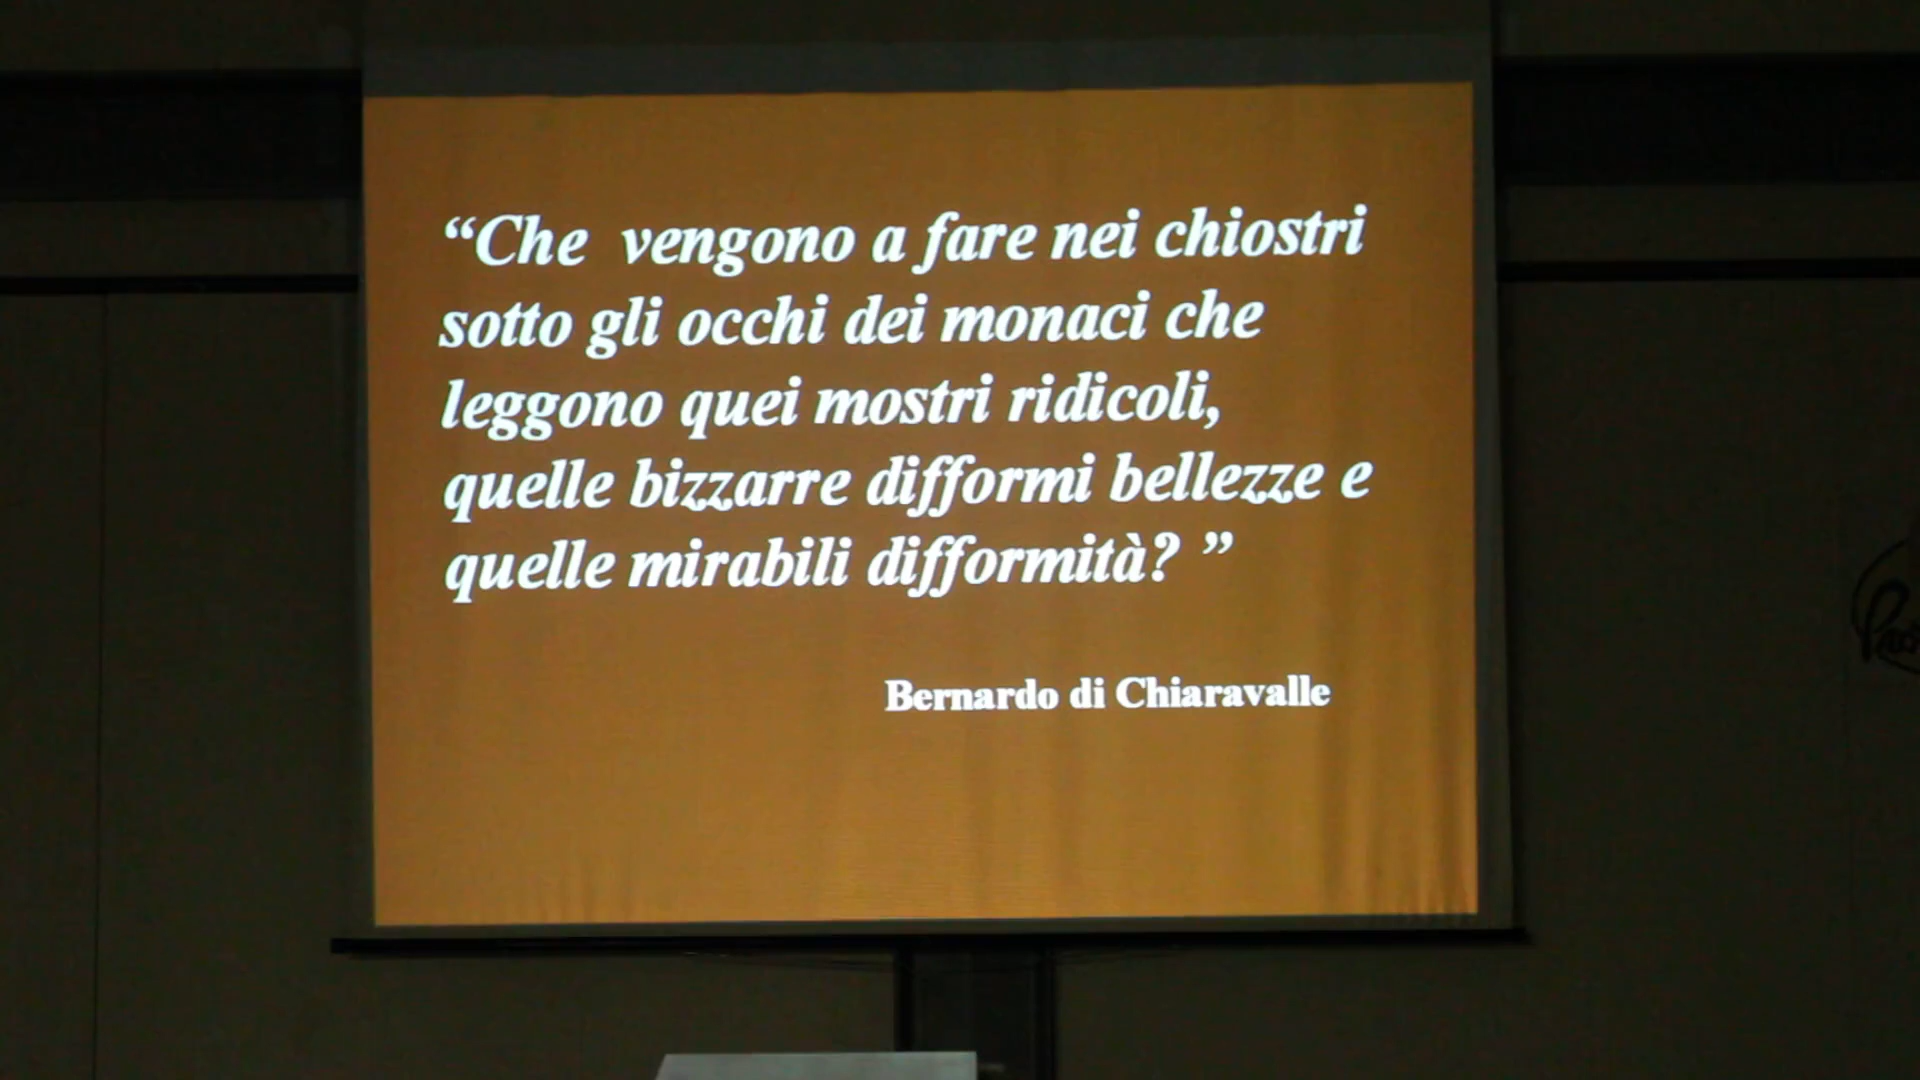 “Che vengono a fare nei chiostri
sotto gli occhi dei monaci che
leggono quei mostri ridicoli,
quelle bizzarre difformi bellezze e
quelle mirabili difformità? ”
Bernardo di Chiaravalle